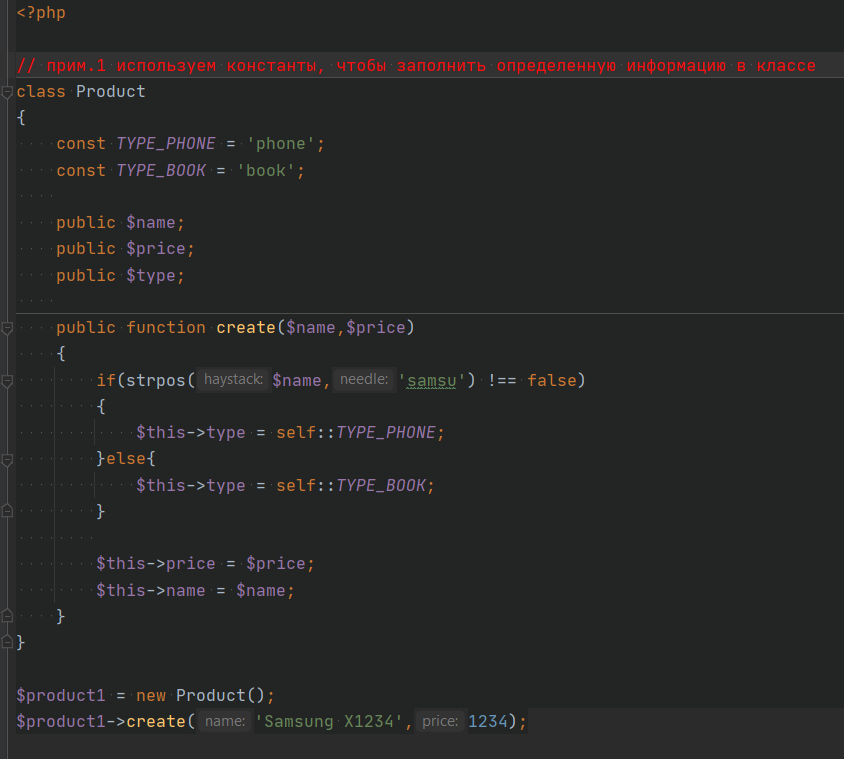 <?php
// прим.1 используем константы, чтобы заполнить определенную информацию в классе
class Product
{
    const TYPE_PHONE = 'phone';
    const TYPE_BOOK = 'book';
    public $name;
    public $price;
    public $type;
    public function create($name,$price)
    {
        if(strpos( haystack: $name, needle: 'samsu') !== false)
        {
            $this->type = self::TYPE_PHONE;
        }else{
            $this->type = self::TYPE_BOOK;
        }
        $this->price = $price;
        $this->name = $name;
    }
}
$product1 = new Product();
$product1->create( name: 'Samsung X1234', price: 1234);